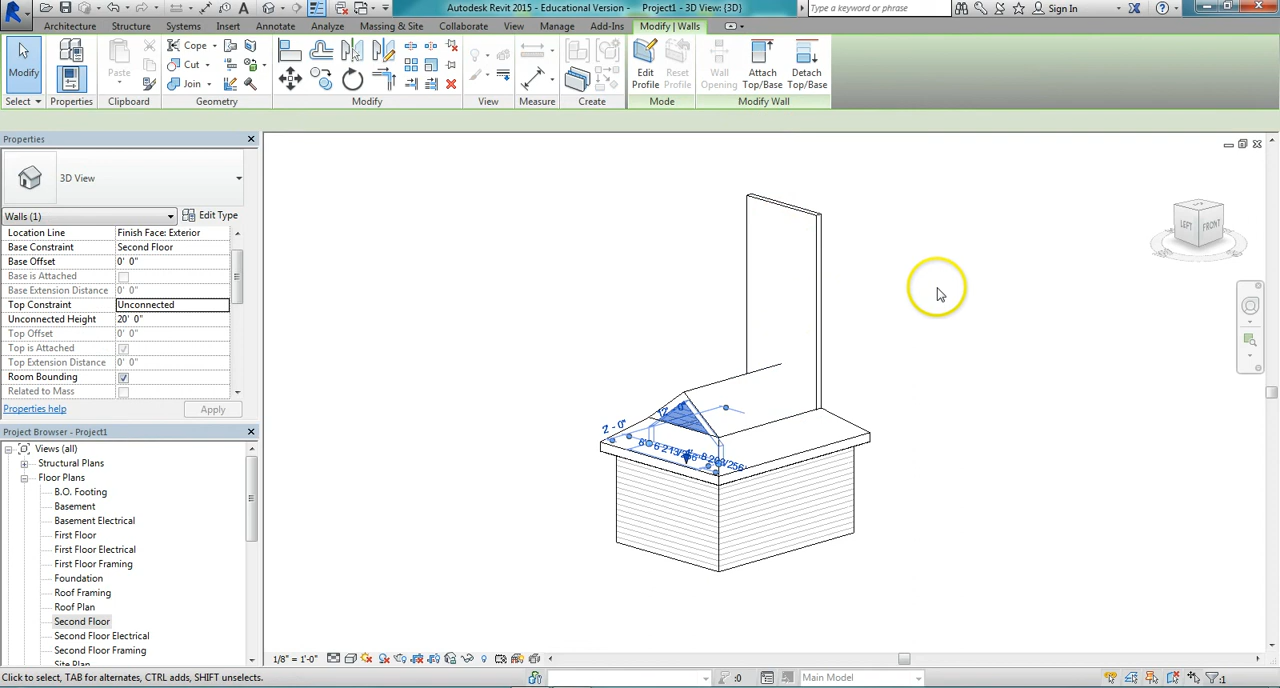 Autodesk Revit 2015 - Educational Version - Project1 - 3D View: {3D}
Type a keyword or phrase
Sign In
Architecture
Structure
Systems
Insert
Annotate
Analyze
Massing & Site
Collaborate
View
Manage
Add-Ins
Modify | Walls
Modify
Properties
Paste
Cope
Cut
Join
Edit
Profile
Reset
Profile
Wall
Opening
Attach
Top/Base
Detach
Top/Base
Select
Properties
Clipboard
Geometry
Modify
View
Measure
Create
Mode
Modify Wall
Properties
3D View
Walls (1)
Edit Type
Location Line Finish Face: Exterior
Base Constraint Second Floor
Base Offset 0' 0"
Base is Attached
Base Extension Distance 0' 0"
Top Constraint Unconnected
Unconnected Height 20' 0"
Top Offset 0' 0"
Top is Attached
Top Extension Distance 0' 0"
Room Bounding
Related to Mass
Properties help
Apply
Project Browser - Project1
Views (all)
Structural Plans
Floor Plans
B.O. Footing
Basement
Basement Electrical
First Floor
First Floor Electrical
First Floor Framing
Foundation
Roof Framing
Roof Plan
Second Floor
Second Floor Electrical
Second Floor Framing
Site Plan
LEFT
FRONT
2' - 0"
1/8" = 1'-0"
Click to select, TAB for alternates, CTRL adds, SHIFT unselects.
:0
Main Model
:1